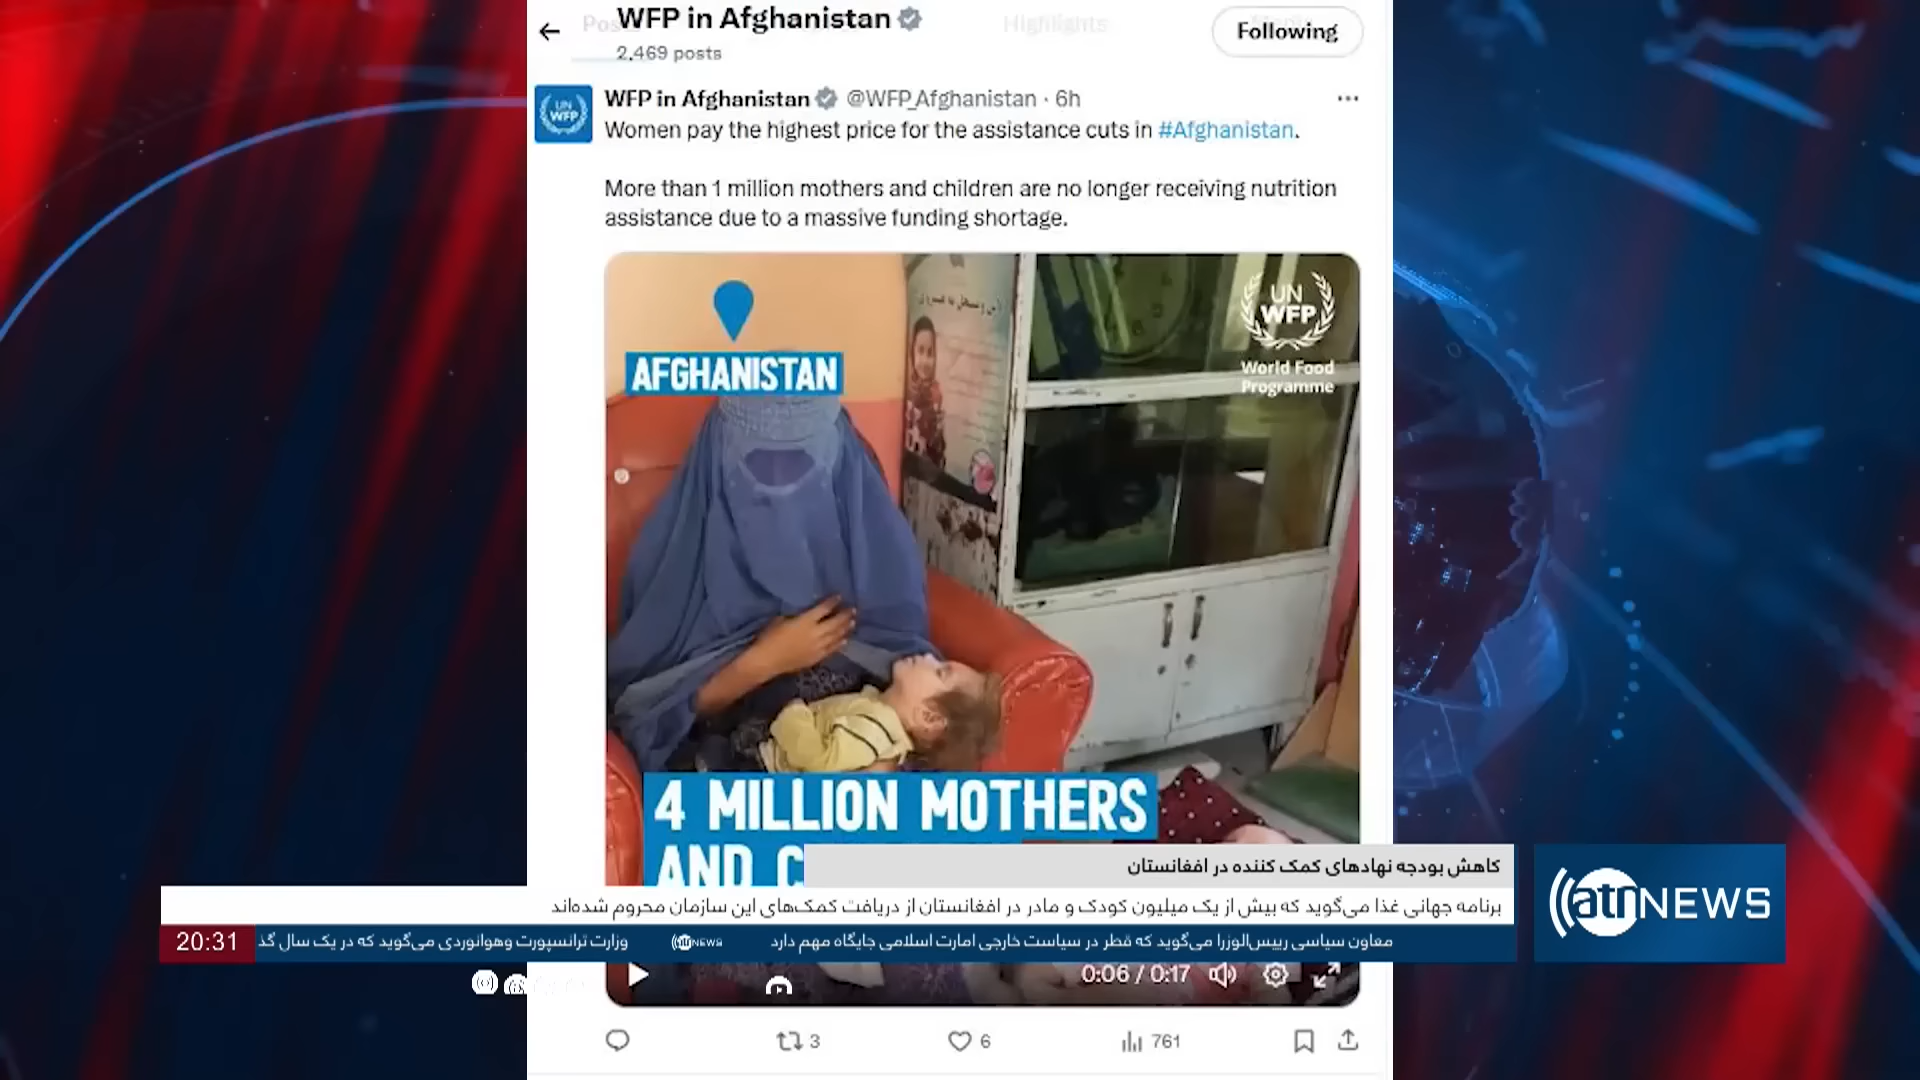 WFP in Afghanistan
2,469 posts
Highlights
Following
WFP in Afghanistan @WFP_Afghanistan · 6h
Women pay the highest price for the assistance cuts in #Afghanistan.
More than 1 million mothers and children are no longer receiving nutrition
assistance due to a massive funding shortage.
UN
WFP
World Food
Programme
AFGHANISTAN
4 MILLION MOTHERS
AND C
کاهش بودجه نهادهای کمک کننده در افغانستان
برنامه جهانی غذا می‌گوید که بیش از یک میلیون کودک و مادر در افغانستان از دریافت کمک‌های این سازمان محروم شده‌اند
معاون سیاسی رییس‌الوزرا می‌گوید که قطر در سیاست خارجی امارت اسلامی جایگاه مهم دارد
atn NEWS
وزارت ترانسپورت وهوانوردی می‌گوید که در یک سال گذ
20:31
atn NEWS
0:06 / 0:17
3
6
761